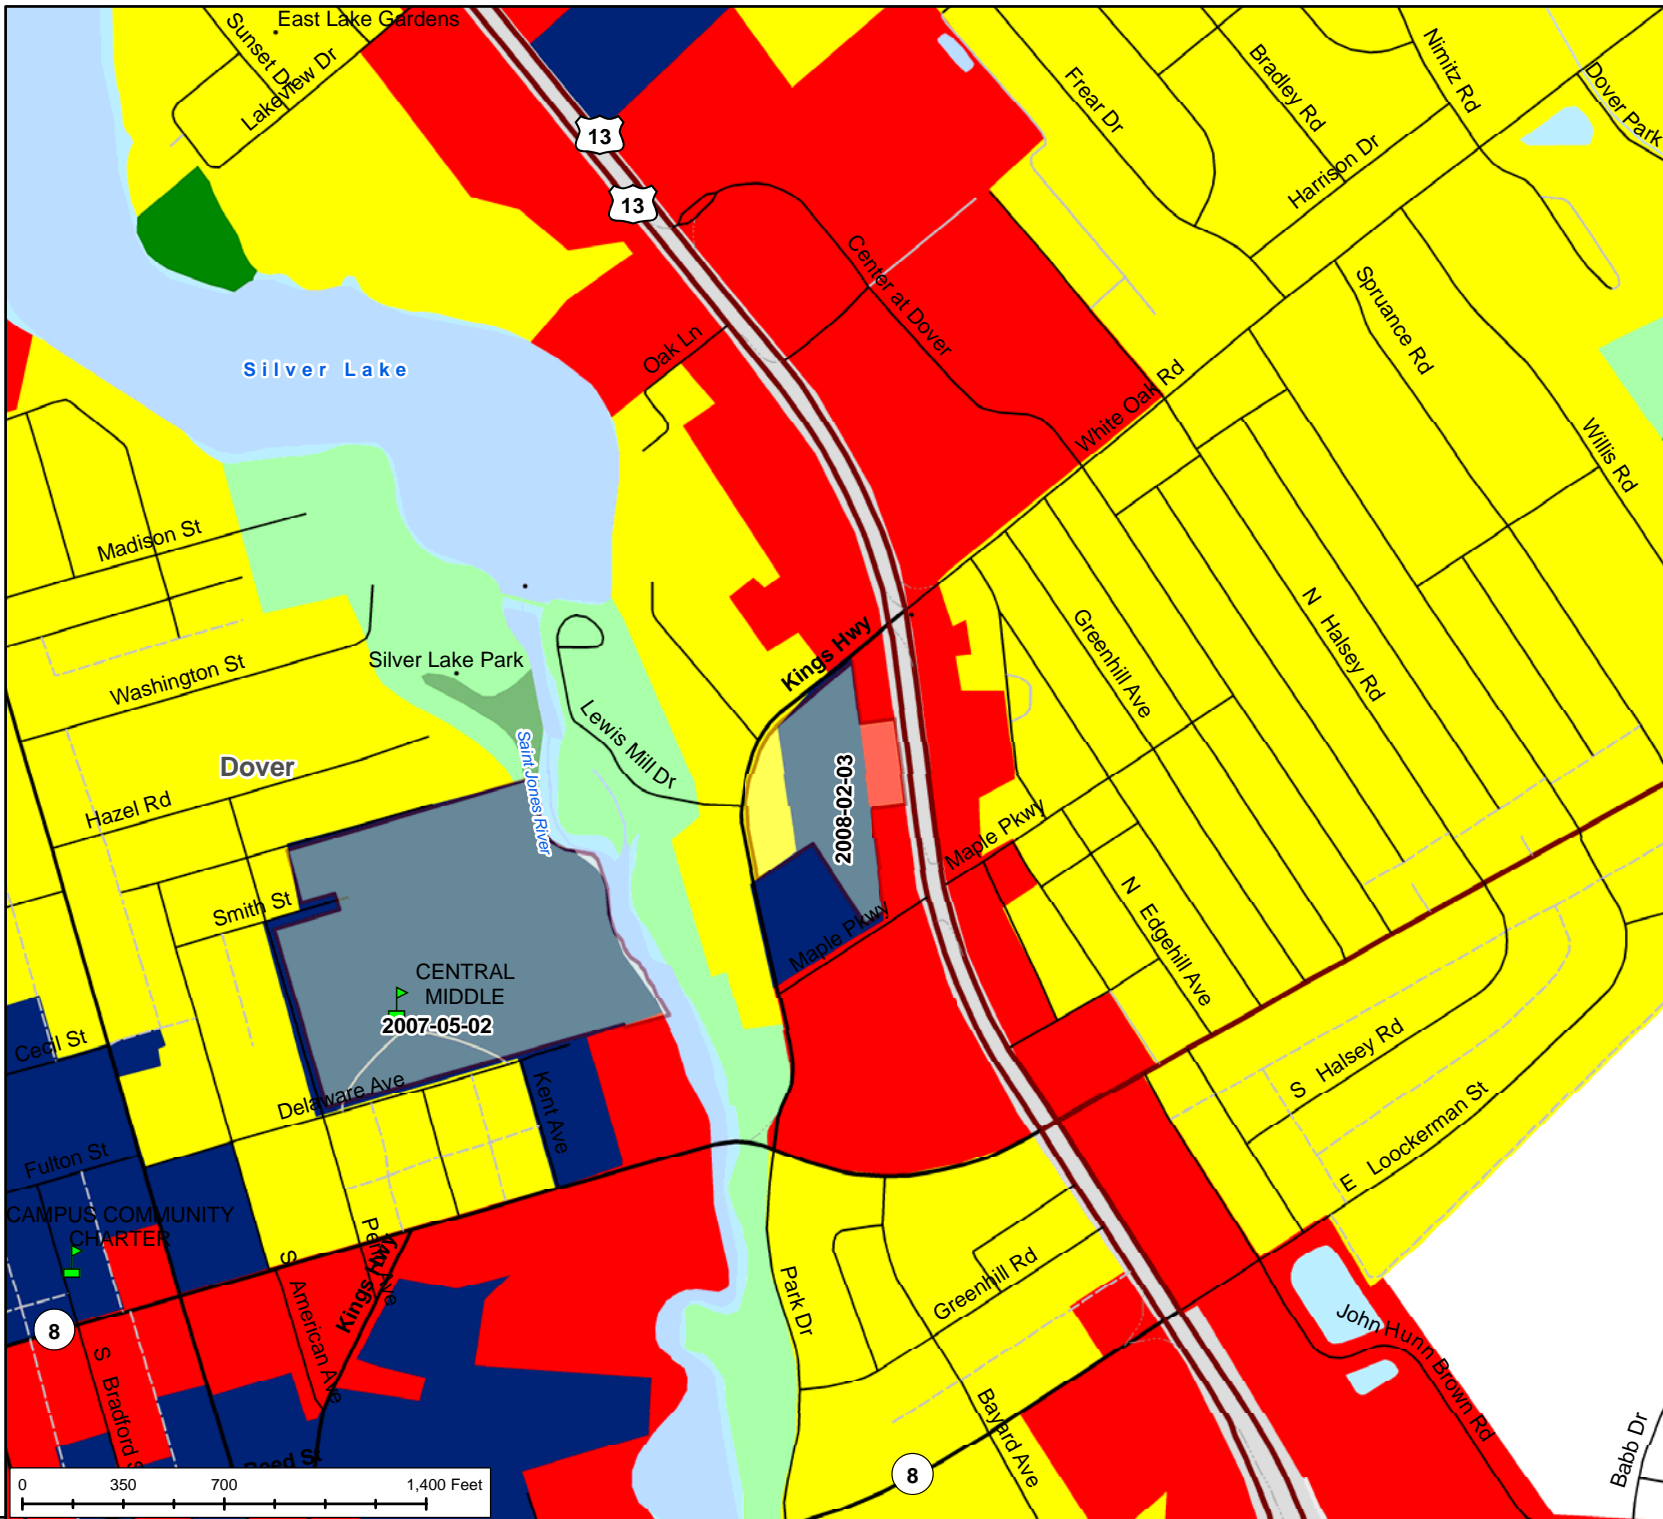 East Lake Gardens
Sunset Dr
Lakeview Dr
13
13
Frear Dr
Bradley Rd
Nimitz Rd
Dover Park
Harrison Dr
Center at Dover
Oak Ln
Spruance Rd
Silver Lake
White Oak Rd
Willis Rd
Madison St
N Halsey Rd
Greenhill Ave
Kings Hwy
Washington St
Silver Lake Park
Lewis Mill Dr
Saint Jones River
Dover
2008-02-03
Hazel Rd
Maple Pkwy
Smith St
N Edgehill Ave
Maple Pkwy
CENTRAL
MIDDLE
2007-05-02
Cecil St
S Halsey Rd
Delaware Ave
Kent Ave
E Loockerman St
Fulton St
CAMPUS COMMUNITY
CHARTER
S American Ave
Kings Hwy
Park Dr
Greenhill Rd
8
John Hunn Brown Rd
S Bradford S
Bayard Ave
Babb Dr
8
0 350 700 1,400 Feet